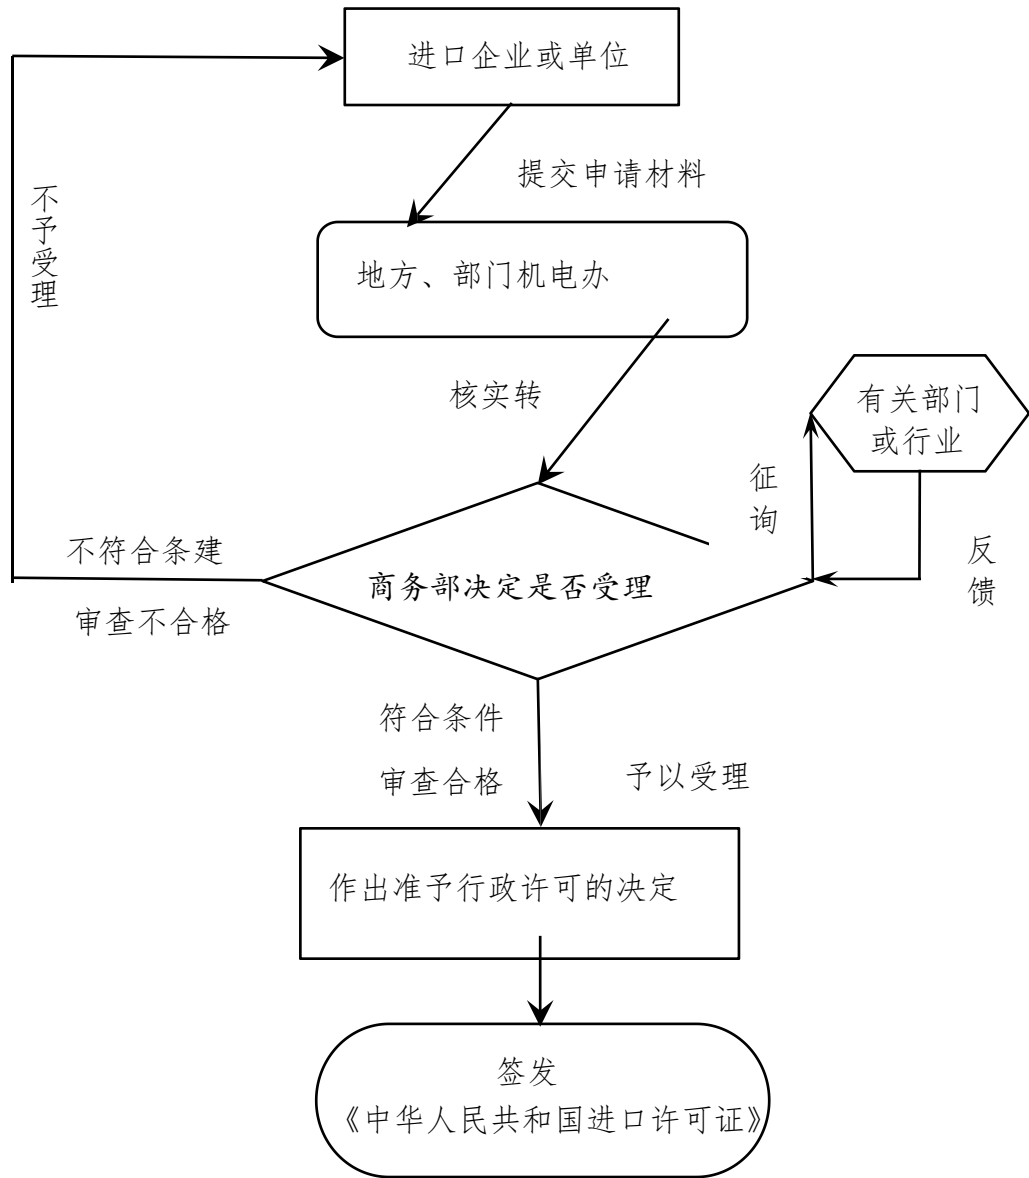 进口企业或单位
提交申请材料
不予受理
地方、部门机电办
核实转
有关部门
或行业
征询
反馈
不符合条建
商务部决定是否受理
审查不合格
符合条件
审查合格
予以受理
作出准予行政许可的决定
签发
《中华人民共和国进口许可证》